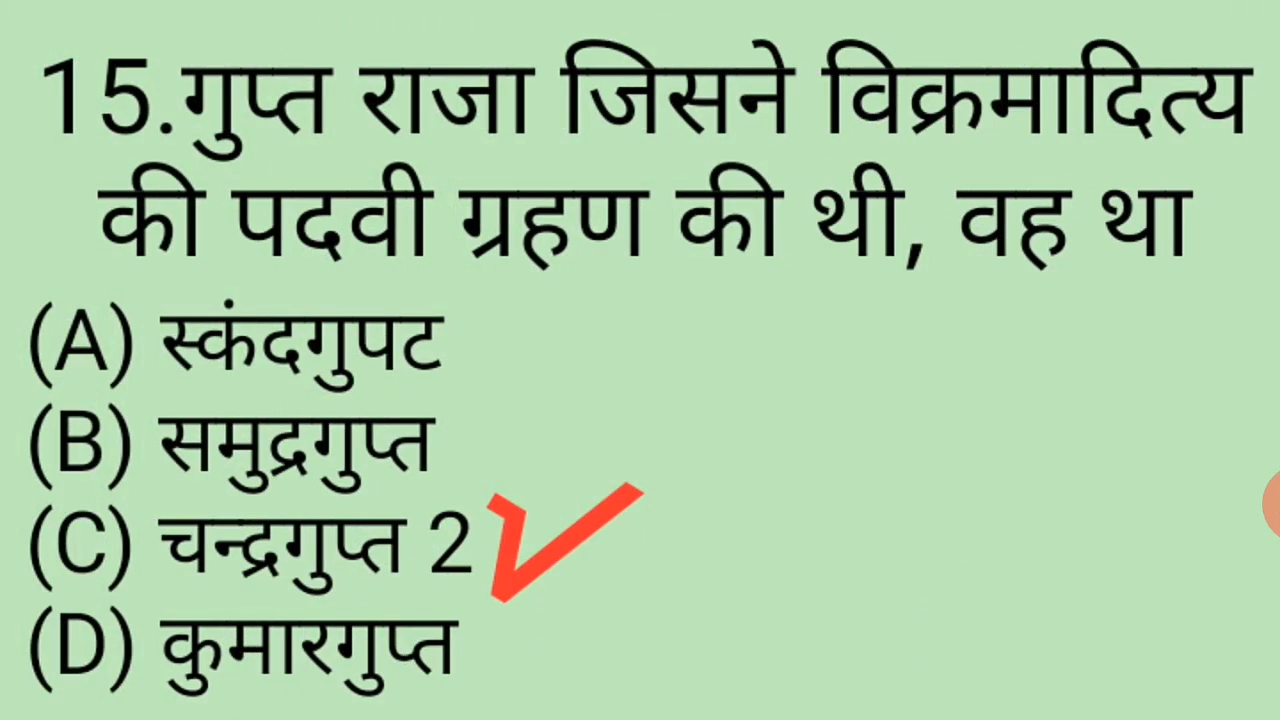 15.गुप्त राजा जिसने विक्रमादित्य
की पदवी ग्रहण की थी, वह था
(A) स्कंदगुपट
(B) समुद्रगुप्त
(C) चन्द्रगुप्त 2
(D) कुमारगुप्त